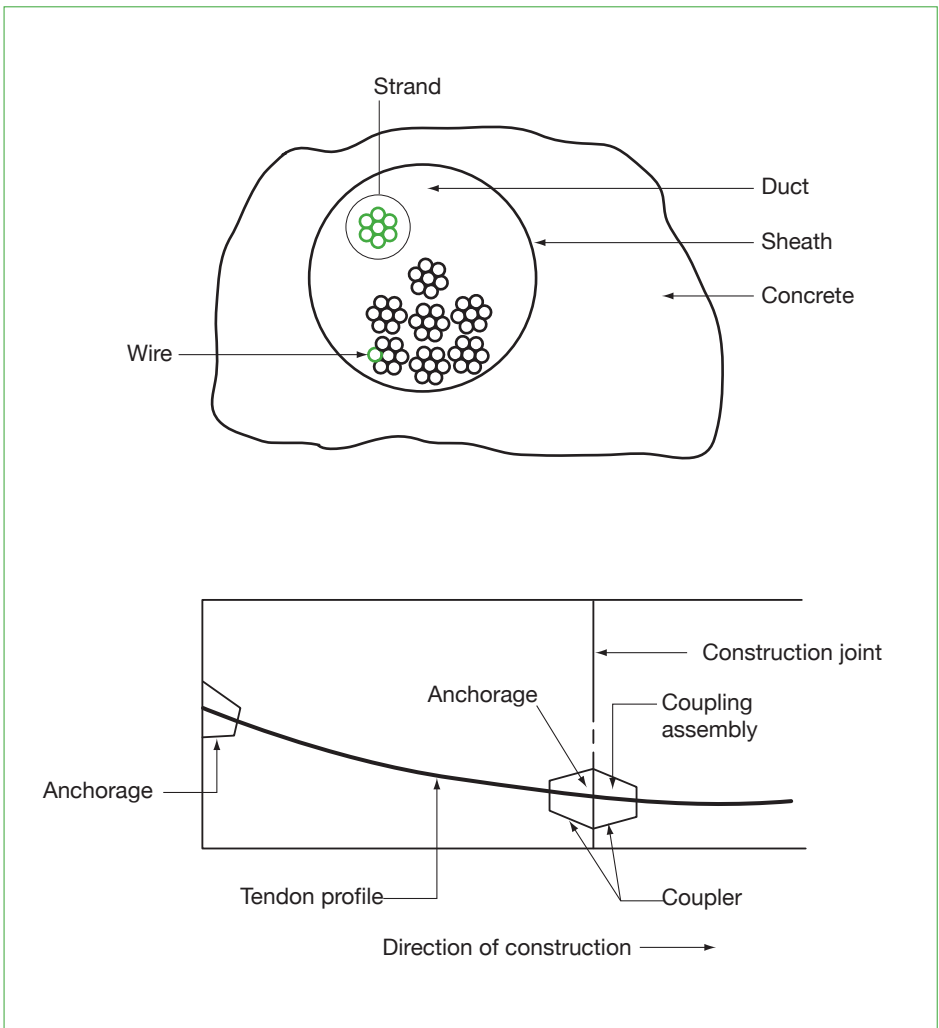 Strand
Duct
Sheath
Concrete
Wire
Construction joint
Anchorage
Coupling
assembly
Anchorage
Tendon profile
Coupler
Direction of construction